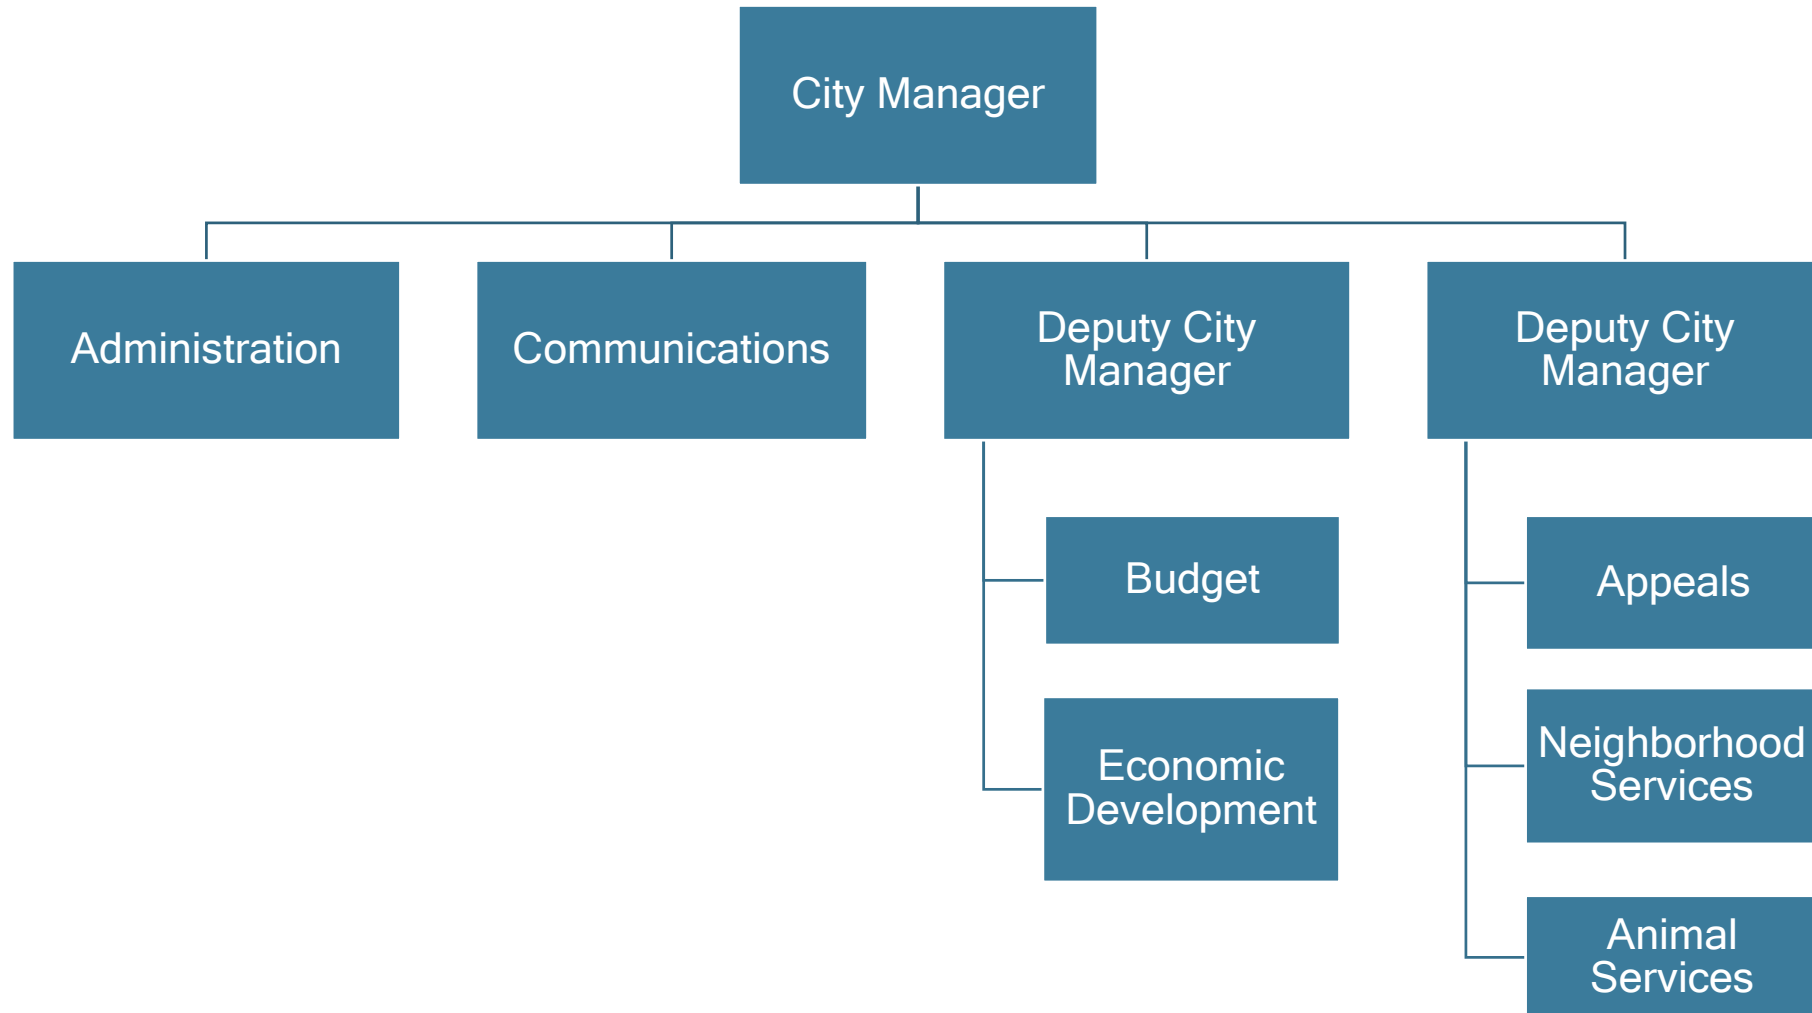 City Manager
Administration
Communications
Deputy City
Manager
Deputy City
Manager
Budget
Economic
Development
Appeals
Neighborhood
Services
Animal
Services